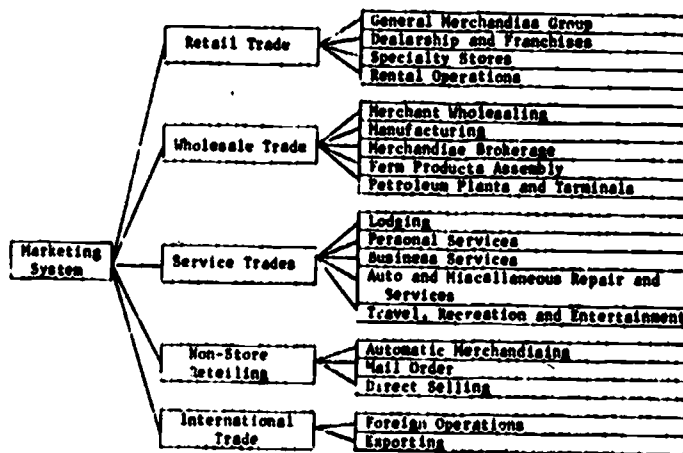 Marketing
System
Retail Trade
General Merchandise Group
Dealership and Franchises
Specialty Stores
Rental Operations
Wholesale Trade
Merchant Wholesaling
Manufacturing
Merchandise Brokerage
Farm Products Assembly
Petroleum Plants and Terminals
Service Trades
Lodging
Personal Services
Business Services
Auto and Miscellaneous Repair and
Services
Travel, Recreation and Entertainment
Non-Store
Retailing
Automatic Merchandising
Mail Order
Direct Selling
International
Trade
Foreign Operations
Exporting